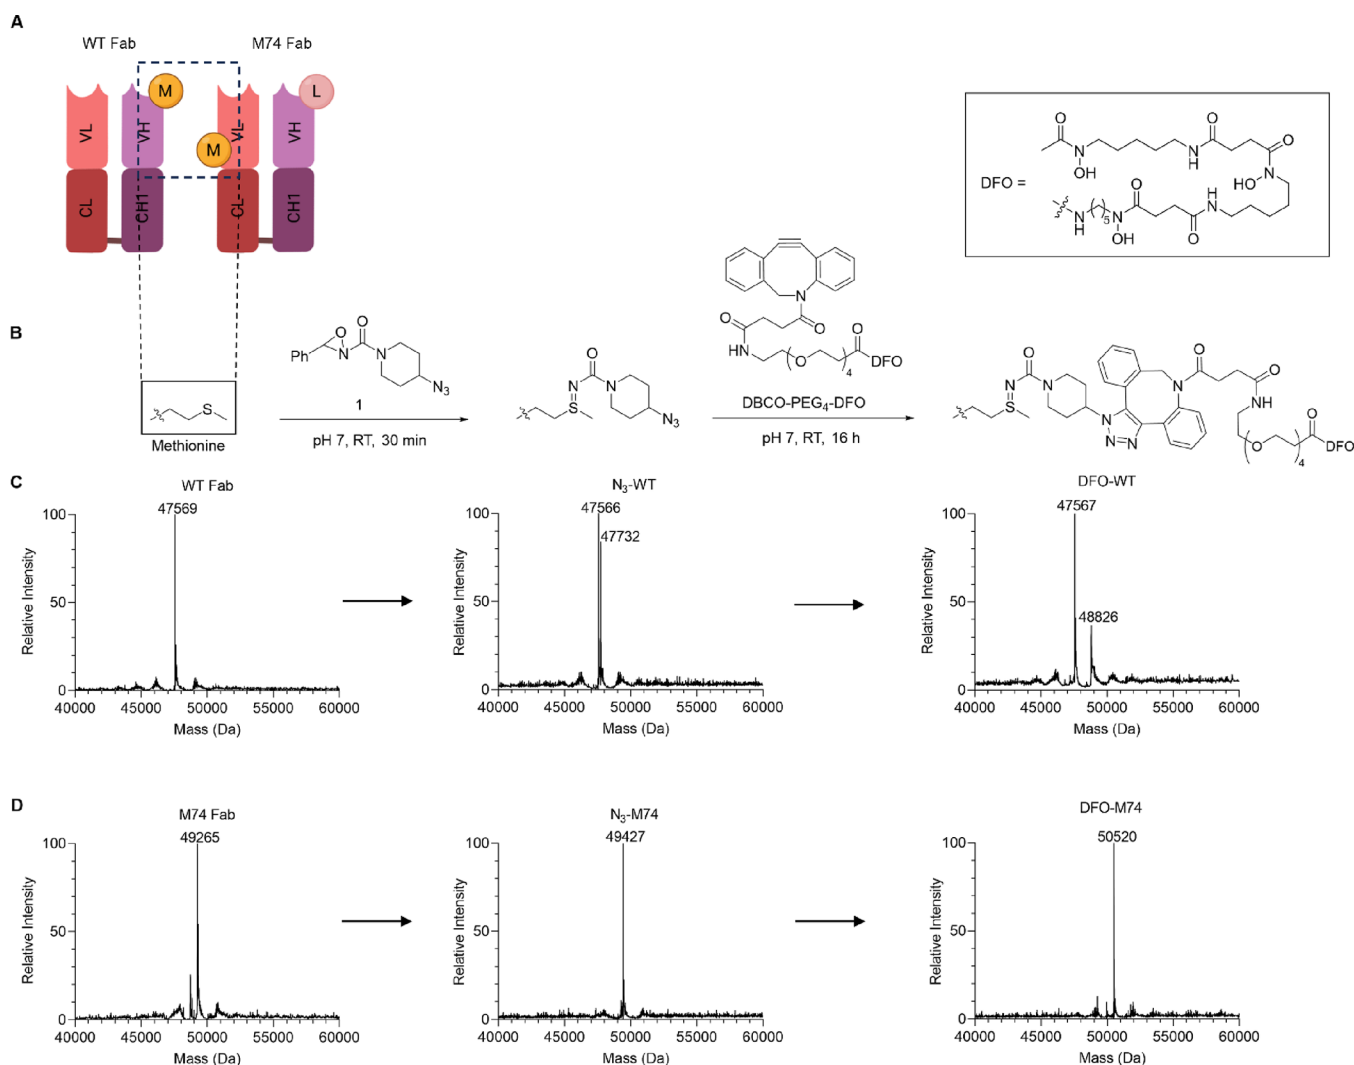 A
WT Fab
M74 Fab
M
L
VL
VH
M
VL
VH
CL
CH1
CL
CH1
DFO =
O
N
OH
H
N
O
O
O
N
HO
N
H
5
N
OH
O
O
H
N
B
Ph
O
N
O
N
N3
1
S
Methionine
pH 7, RT, 30 min
O
N
N
S
N3
N
O
O
HN
O
4
O
DFO
DBCO-PEG4-DFO
pH 7, RT, 16 h
O
N
N
S
N
N=N
N
O
O
HN
O
4
O
DFO
C
WT Fab
47569
100
50
0
Relative Intensity
40000 45000 50000 55000 60000
Mass (Da)
N3-WT
47566
47732
100
50
0
Relative Intensity
40000 45000 50000 55000 60000
Mass (Da)
DFO-WT
47567
48826
100
50
0
Relative Intensity
40000 45000 50000 55000 60000
Mass (Da)
D
M74 Fab
49265
100
50
0
Relative Intensity
40000 45000 50000 55000 60000
Mass (Da)
N3-M74
49427
100
50
0
Relative Intensity
40000 45000 50000 55000 60000
Mass (Da)
DFO-M74
50520
100
50
0
Relative Intensity
40000 45000 50000 55000 60000
Mass (Da)